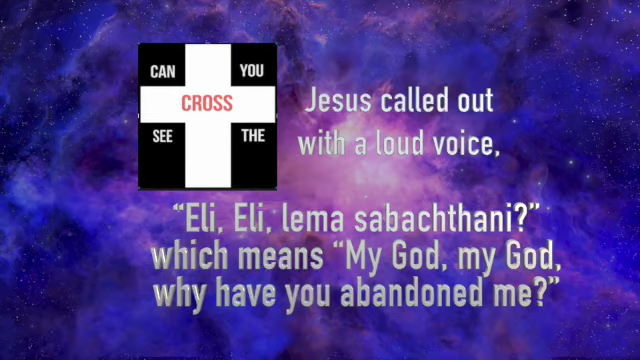 CAN YOU
CROSS
SEE THE
Jesus called out
with a loud voice,
“Eli, Eli, lema sabachthani?”
which means “My God, my God,
why have you abandoned me?”